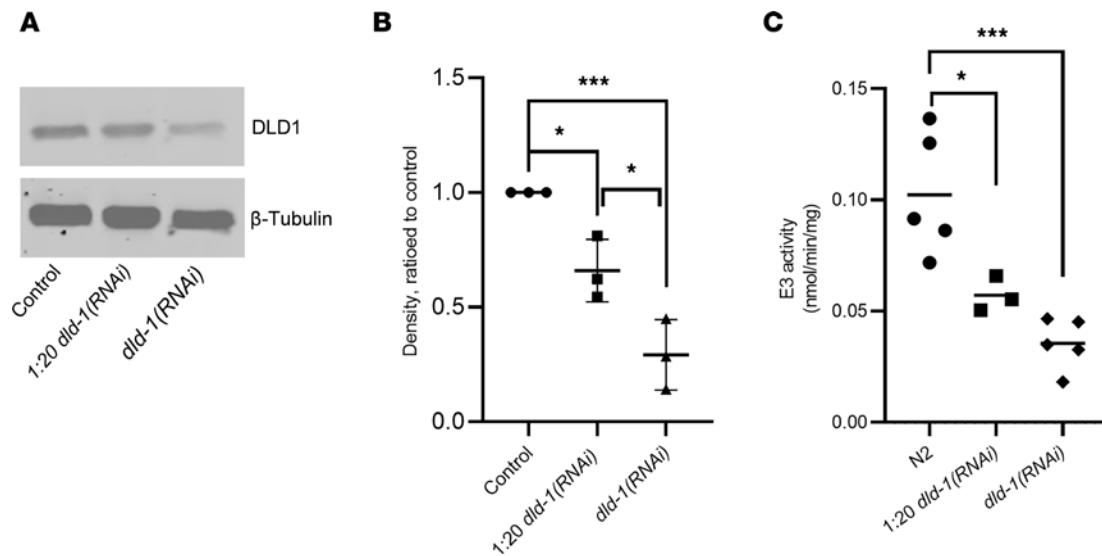 A
DLD1
β-Tubulin
Control
1:20 dld-1(RNAi)
dld-1(RNAi)
B
Density, ratioed to control
1.5
1.0
0.5
0.0
***
*
*
Control
1:20 dld-1(RNAi)
dld-1(RNAi)
C
E3 activity
(nmol/min/mg)
0.15
0.10
0.05
0.00
***
*
N2
1:20 dld-1(RNAi)
dld-1(RNAi)